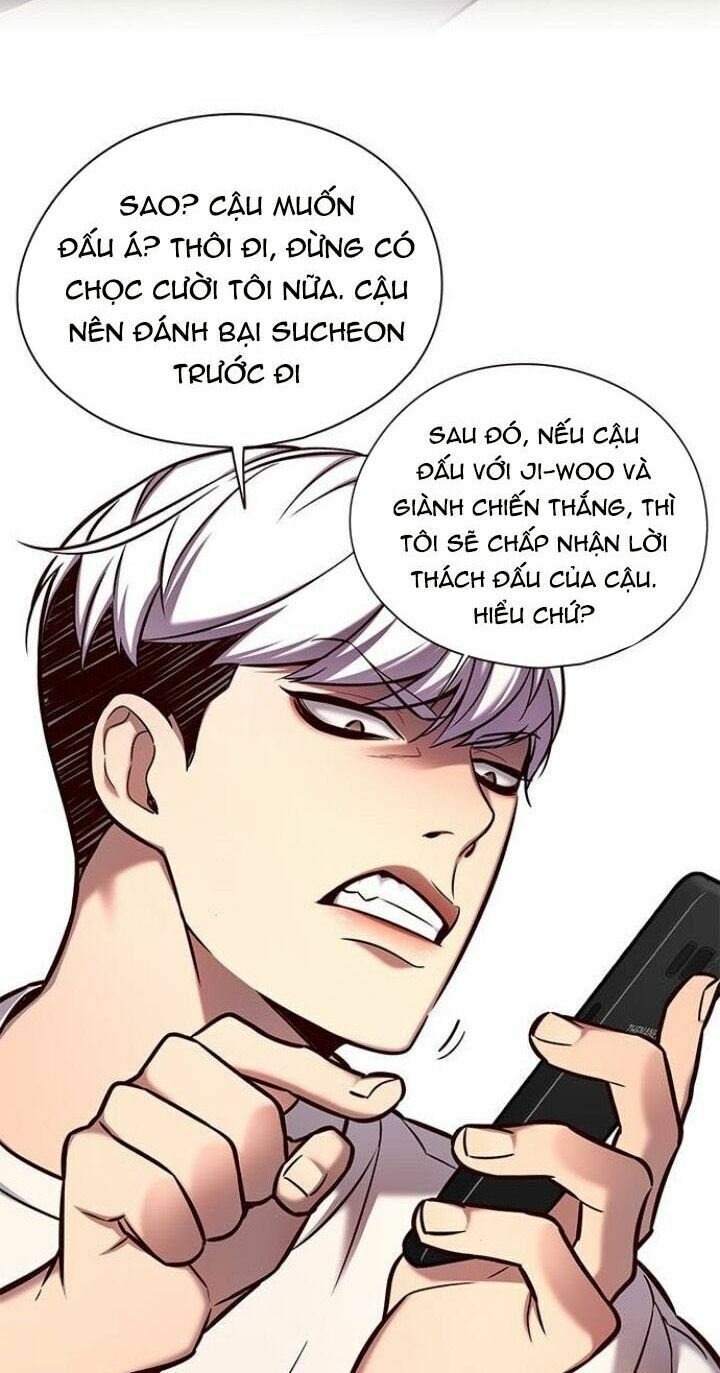 SAO? CẬU MUỐN
ĐẤU Á? THÔI ĐI, ĐỪNG CÓ
CHỌC CƯỜI TÔI NỮA. CẬU
NÊN ĐÁNH BẠI SUCHEON
TRƯỚC ĐI
SAU ĐÓ, NẾU CẬU
ĐẤU VỚI JI-WOO VÀ
GIÀNH CHIẾN THẮNG, THÌ
TÔI SẼ CHẤP NHẬN LỜI
THÁCH ĐẤU CỦA CẬU.
HIỂU CHỨ?